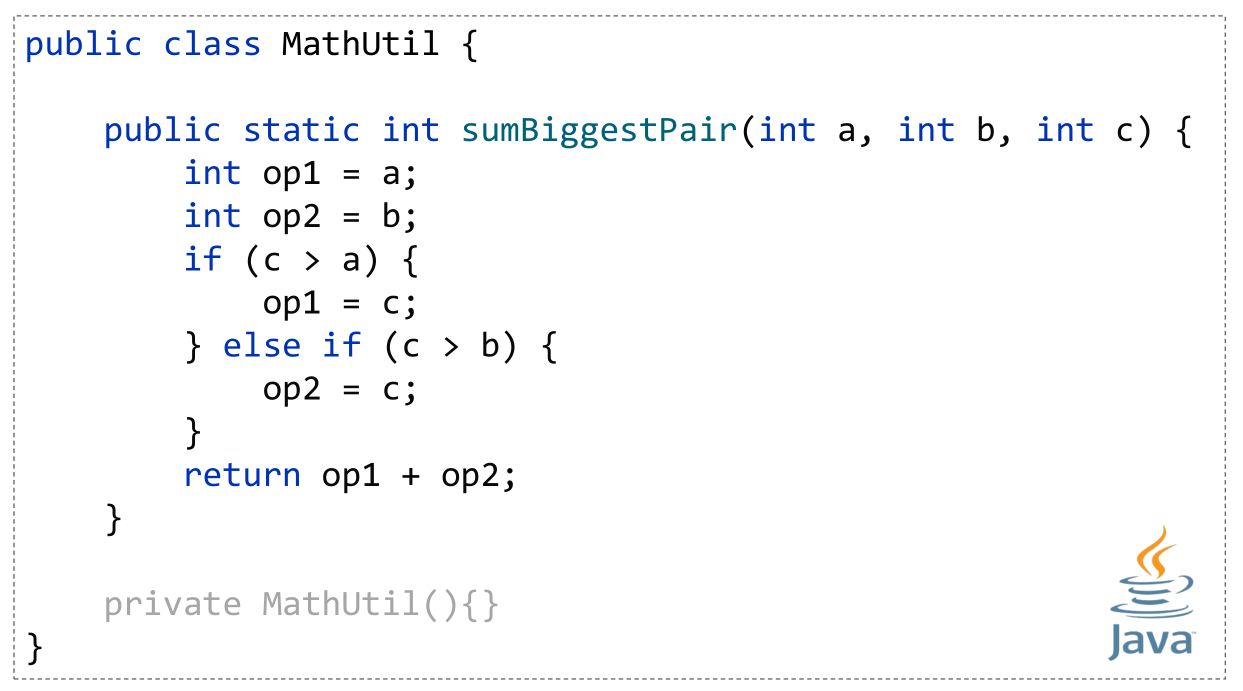 public class MathUtil {
    public static int sumBiggestPair(int a, int b, int c) {
        int op1 = a;
        int op2 = b;
        if (c > a) {
            op1 = c;
        } else if (c > b) {
            op2 = c;
        }
        return op1 + op2;
    }
    private MathUtil(){}
}
Java™